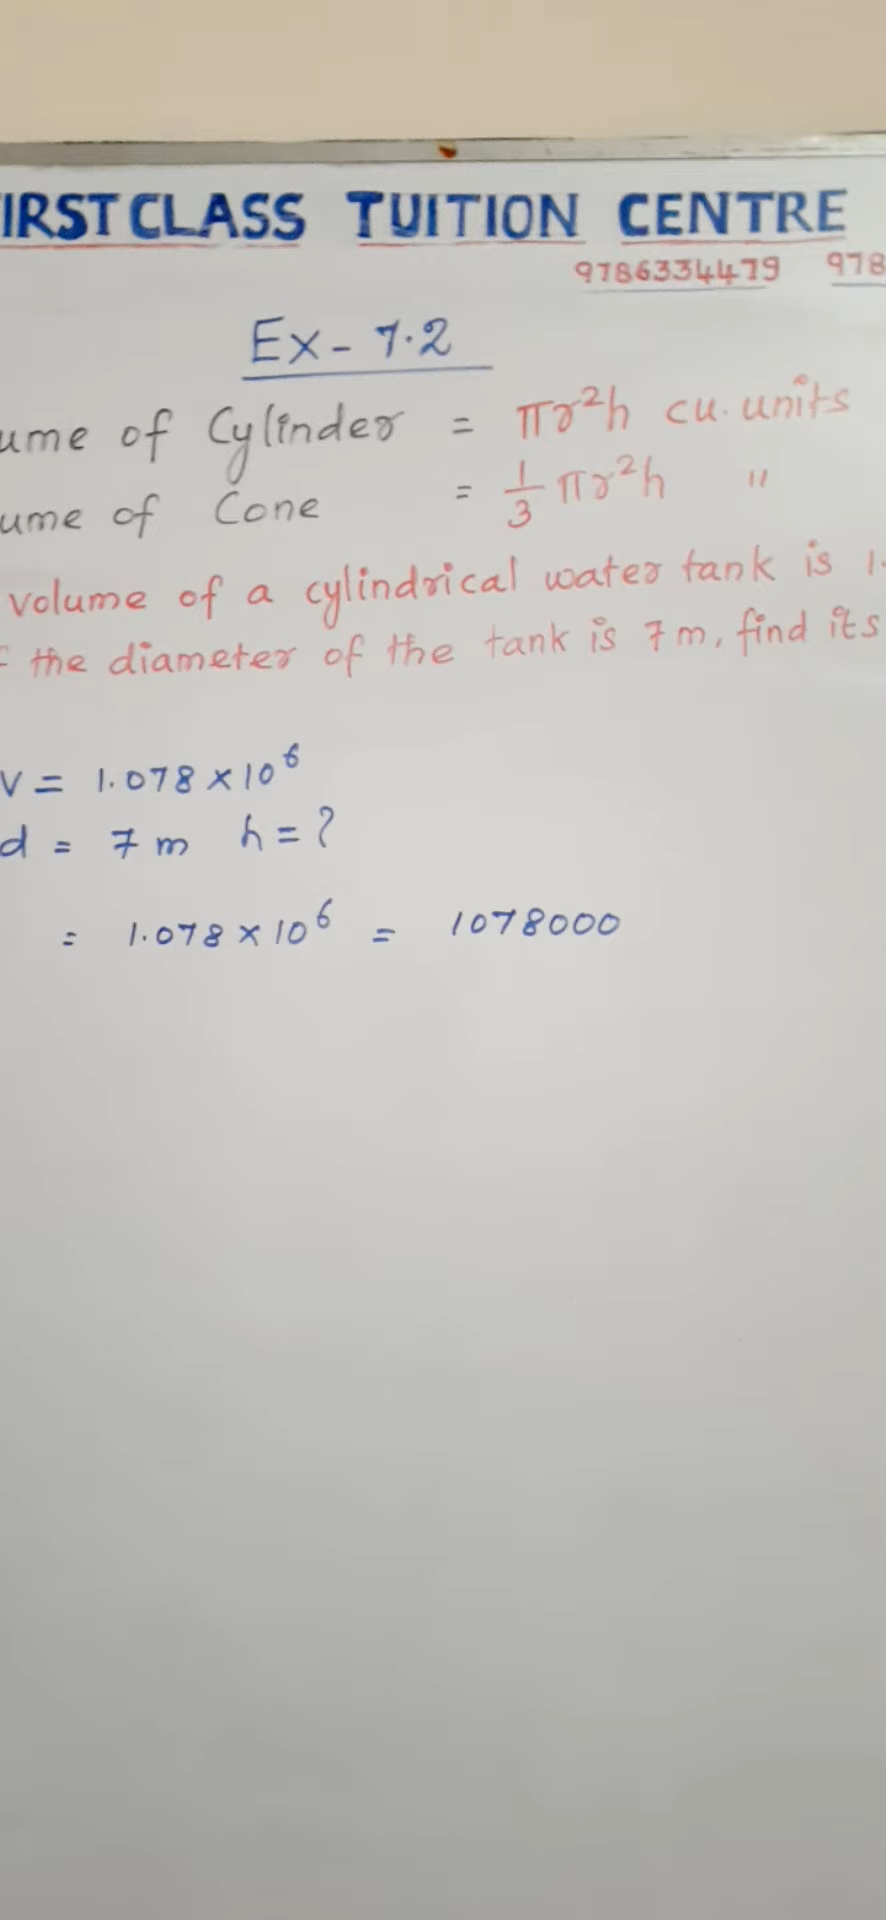 IRST CLASS TUITION CENTRE
9786334479 978
Ex - 7.2
ume of Cylinder = πr²h cu. units
ume of Cone = 1/3 πr²h "
volume of a cylindrical water tank is 1.
the diameter of the tank is 7 m, find its
V = 1.078 × 10⁶
d = 7 m h = ?
= 1.078 × 10⁶ = 1078000